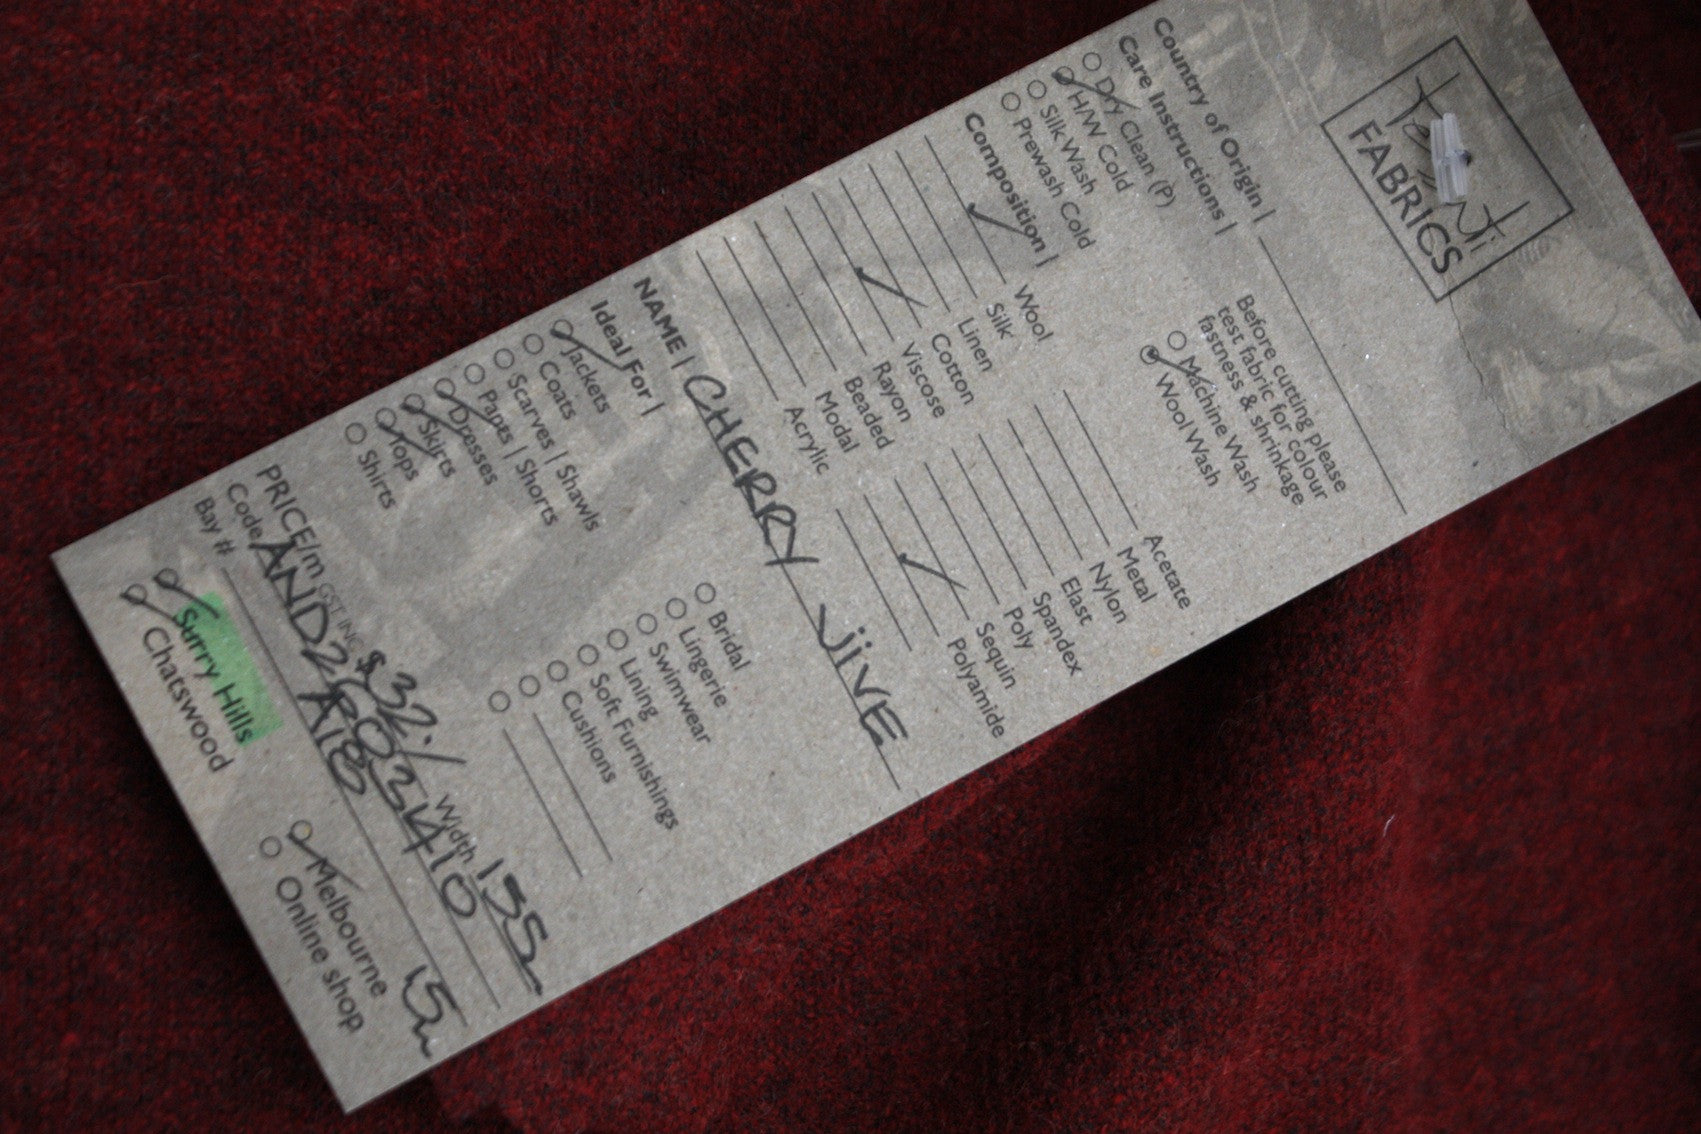 FABRICS
Country of Origin |
Care Instructions |
Dry Clean (P)
H/W Cold
Silk Wash
Prewash Cold
Before cutting please
test fabric for colour
fastness & shrinkage
Machine Wash
Wool Wash
Composition |
Wool
Silk
Linen
Cotton
Viscose
Rayon
Beaded
Modal
Acrylic
Acetate
Metal
Nylon
Elast
Spandex
Poly
Sequin
Polyamide
NAME | CHERRY JIVE
Ideal For |
Jackets
Coats
Scarves | Shawls
Pants | Shorts
Dresses
Skirts
Tops
Shirts
Bridal
Lingerie
Swimwear
Lining
Soft Furnishings
Cushions
PRICE/m GST INC $32./ Width 155
Code
Bay # A18 15m
Surry Hills
Chatswood
Melbourne
Online shop